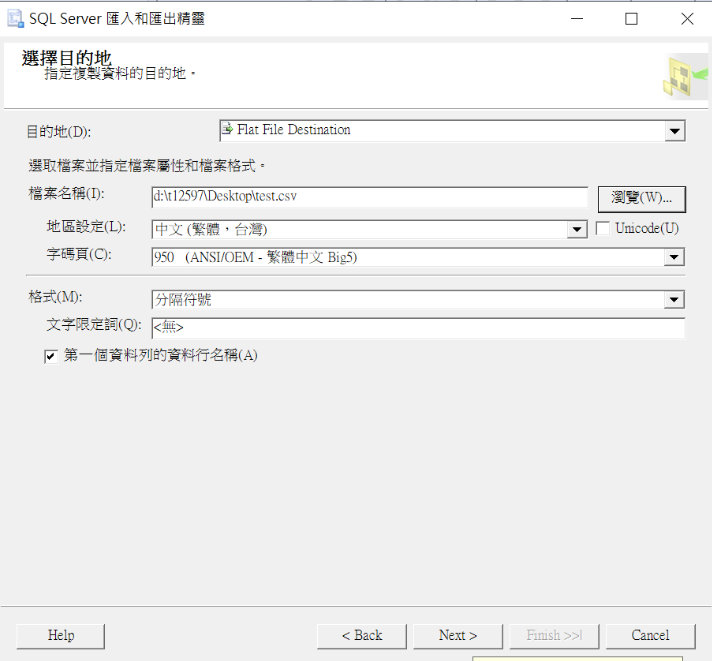 SQL Server 匯入和匯出精靈
選擇目的地
指定複製資料的目的地。
目的地(D):
Flat File Destination
選取檔案並指定檔案屬性和檔案格式。
檔案名稱(I):
d:\t12597\Desktop\test.csv
瀏覽(W)...
地區設定(L):
中文 (繁體，台灣)
Unicode(U)
字碼頁(C):
950 (ANSI/OEM - 繁體中文 Big5)
格式(M):
分隔符號
文字限定詞(Q):
<無>
第一個資料列的資料行名稱(A)
Help
< Back
Next >
Finish >>|
Cancel